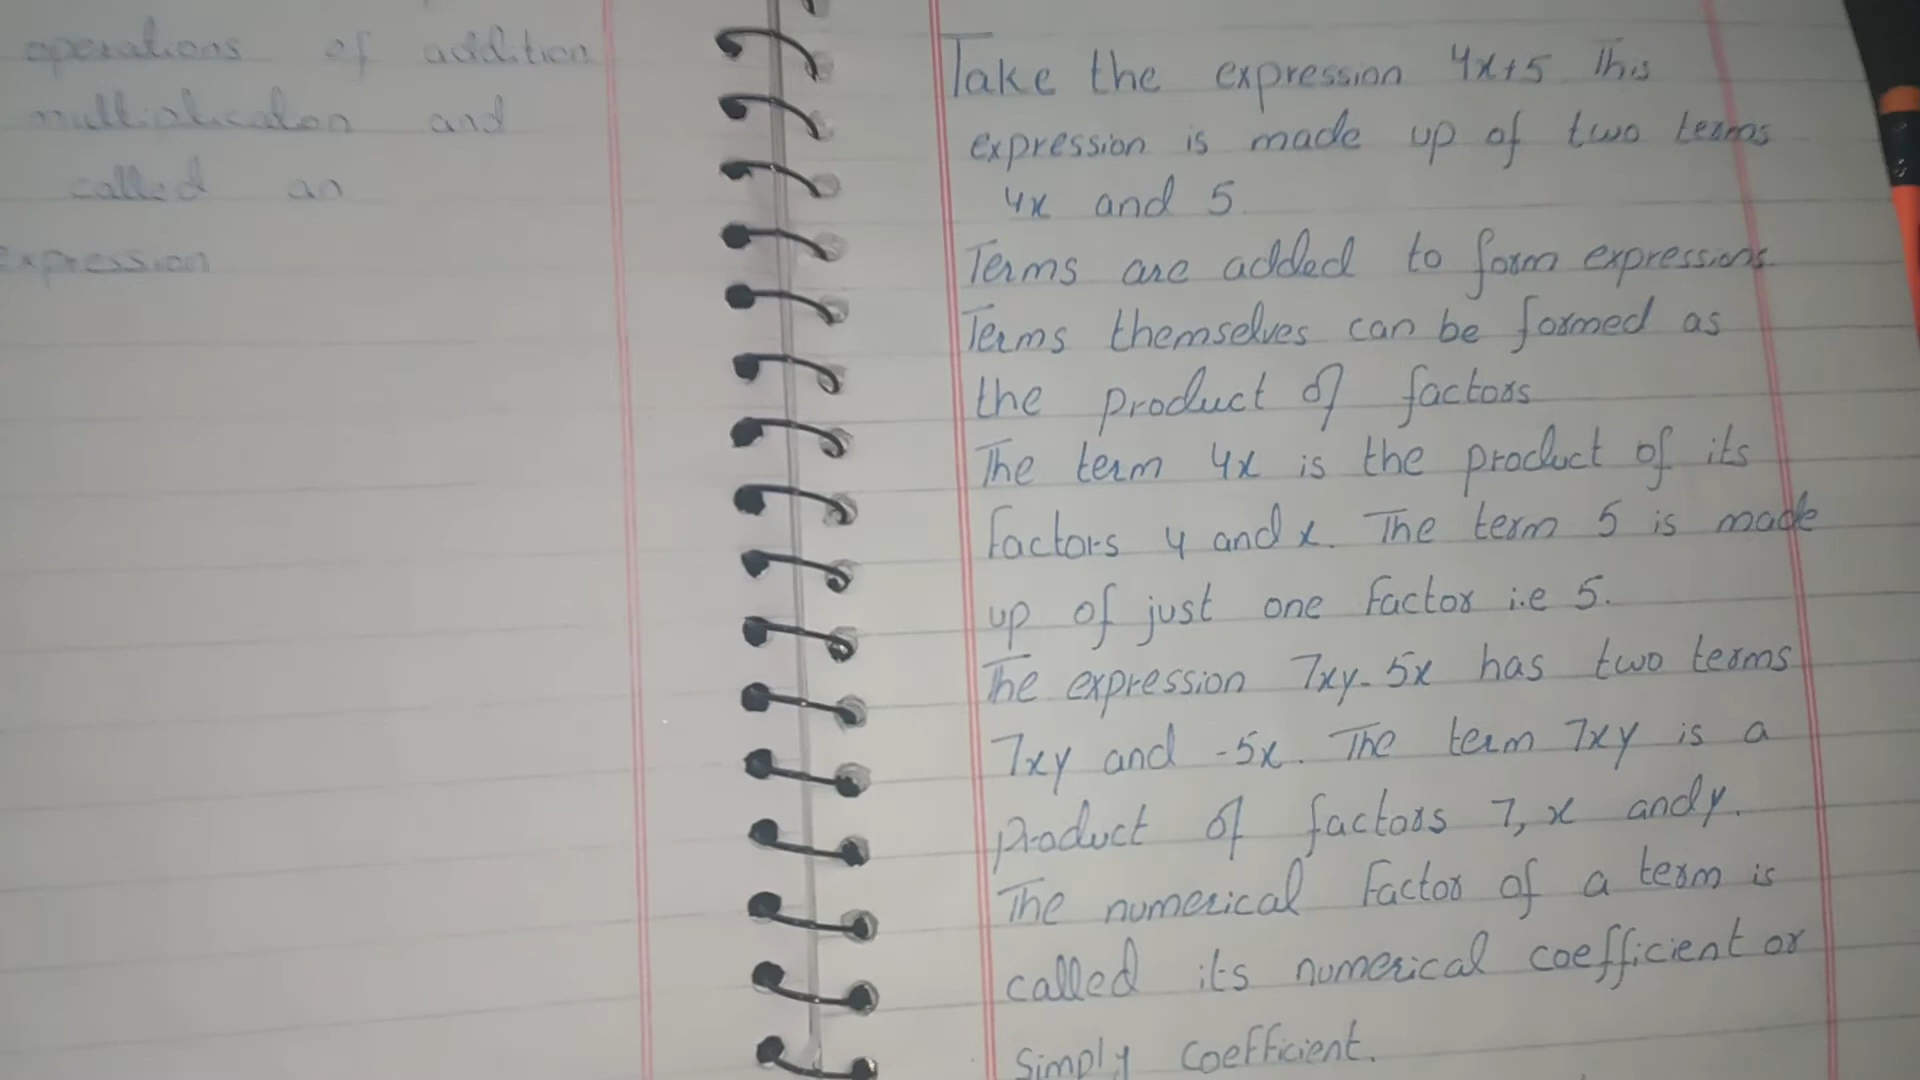 operations of addition
multiplication and
called an
expression
Take the expression 4x+5 This
expression is made up of two terms
4x and 5.
Terms are added to form expressions
Terms themselves can be formed as
the product of factors
The term 4x is the product of its
factors 4 and x. The term 5 is made
up of just one factor i.e 5.
The expression 7xy-5x has two terms
7xy and -5x. The term 7xy is a
product of factors 7, x and y.
The numerical factor of a term is
called its numerical coefficient or
simply coefficient.